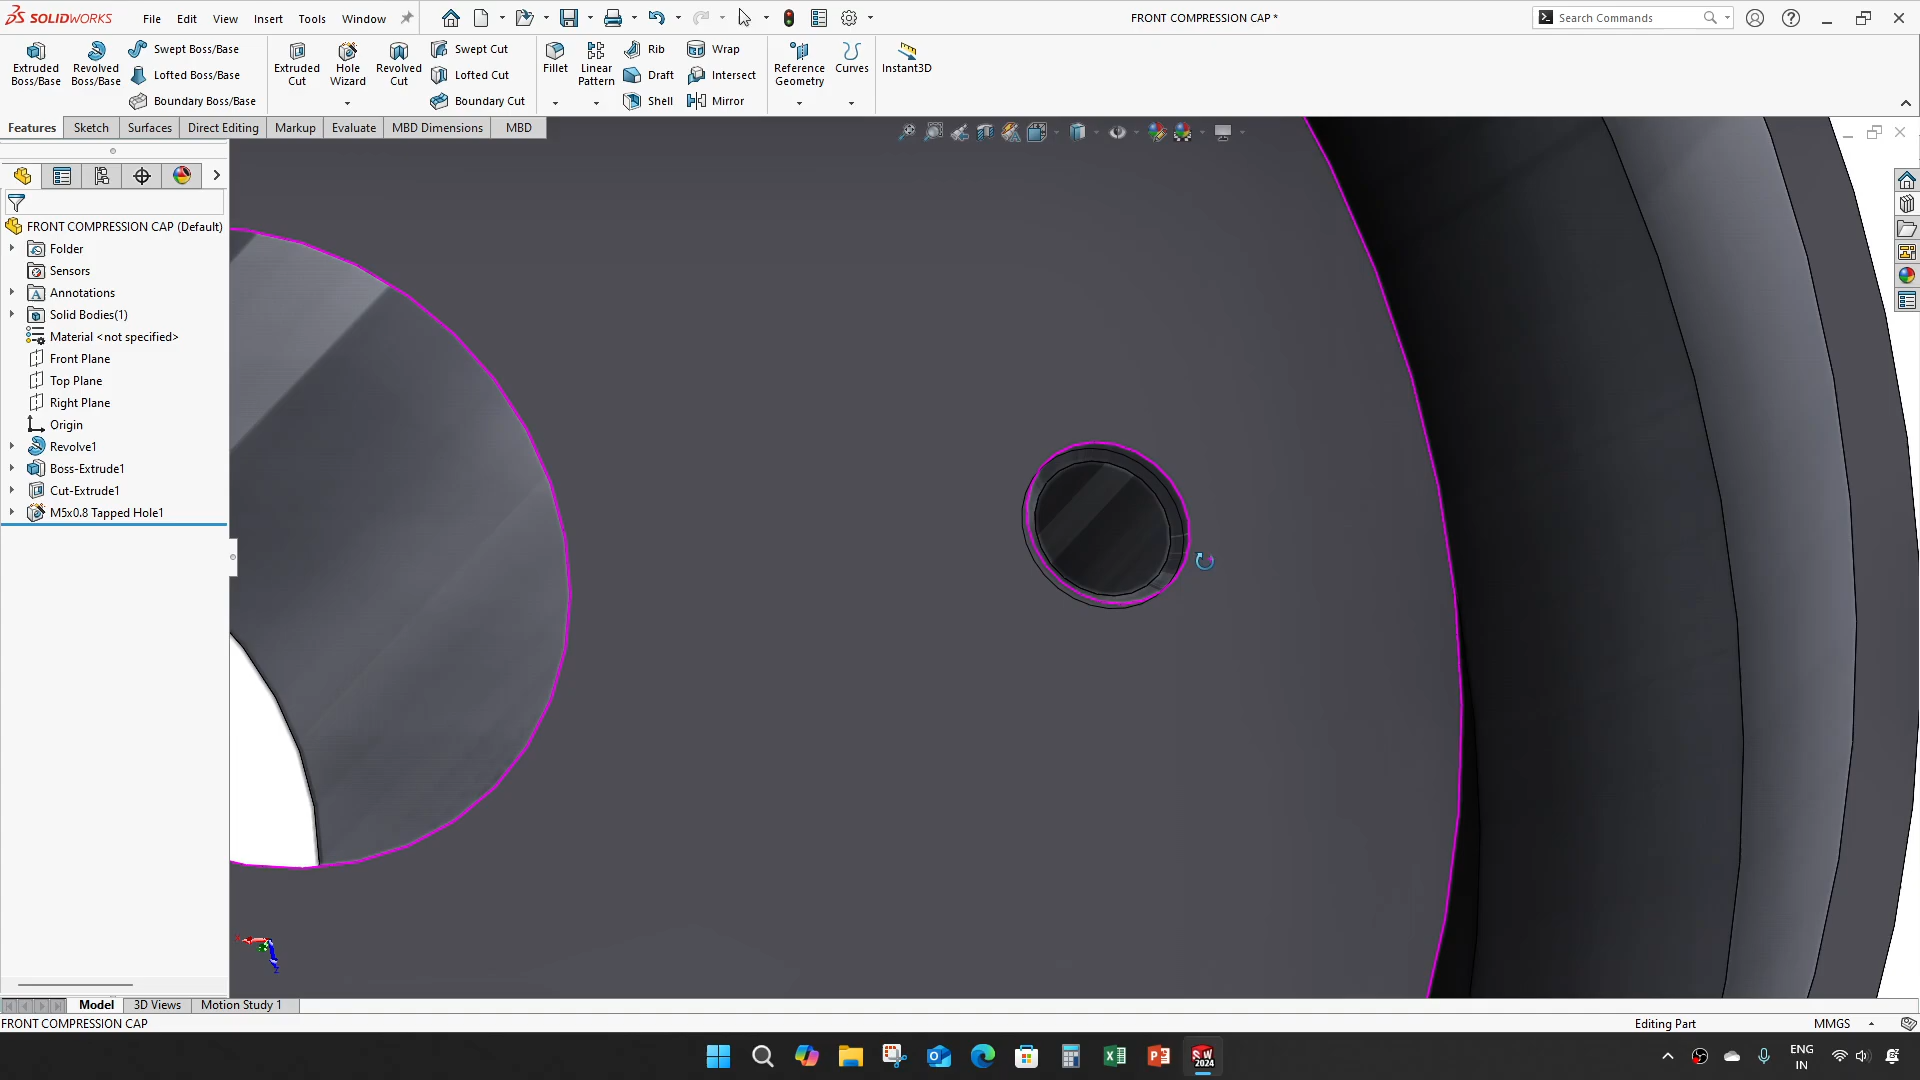 SOLIDWORKS
File
Edit
View
Insert
Tools
Window
FRONT COMPRESSION CAP *
Search Commands
Extruded Boss/Base
Revolved Boss/Base
Swept Boss/Base
Lofted Boss/Base
Boundary Boss/Base
Extruded Cut
Hole Wizard
Revolved Cut
Swept Cut
Lofted Cut
Boundary Cut
Fillet
Linear Pattern
Rib
Draft
Shell
Wrap
Intersect
Mirror
Reference Geometry
Curves
Instant3D
Features
Sketch
Surfaces
Direct Editing
Markup
Evaluate
MBD Dimensions
MBD
FRONT COMPRESSION CAP (Default)
Folder
Sensors
Annotations
Solid Bodies(1)
Material <not specified>
Front Plane
Top Plane
Right Plane
Origin
Revolve1
Boss-Extrude1
Cut-Extrude1
M5x0.8 Tapped Hole1
Model
3D Views
Motion Study 1
FRONT COMPRESSION CAP
Editing Part
MMGS
SW
2024
ENG
IN